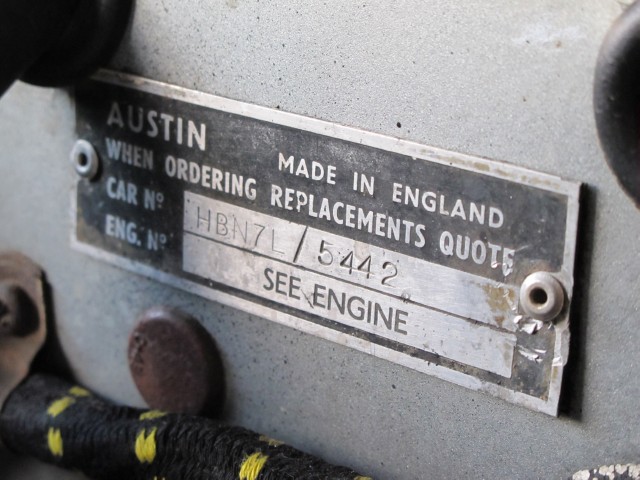 AUSTIN
MADE IN ENGLAND
WHEN ORDERING REPLACEMENTS QUOTE
CAR Nº HBN7L/5442
ENG. Nº SEE ENGINE